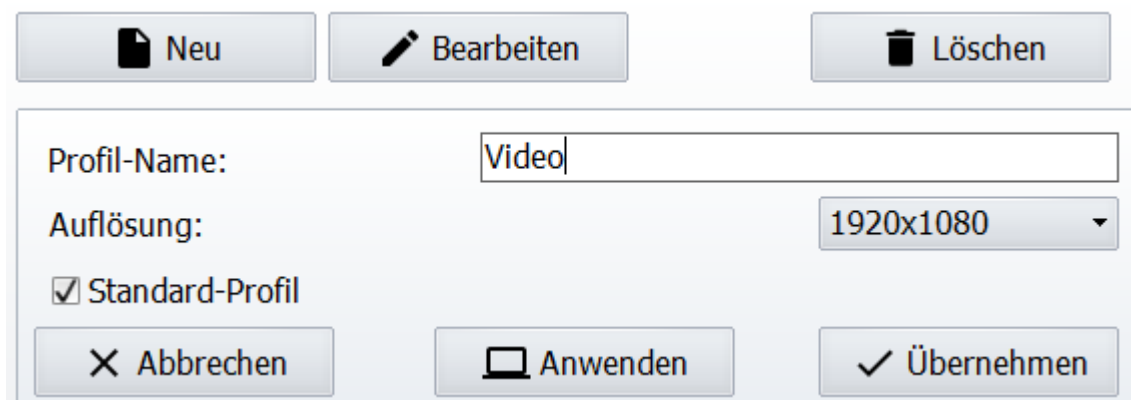 Neu Bearbeiten Löschen
Profil-Name: Video
Auflösung: 1920x1080
Standard-Profil
Abbrechen Anwenden Übernehmen